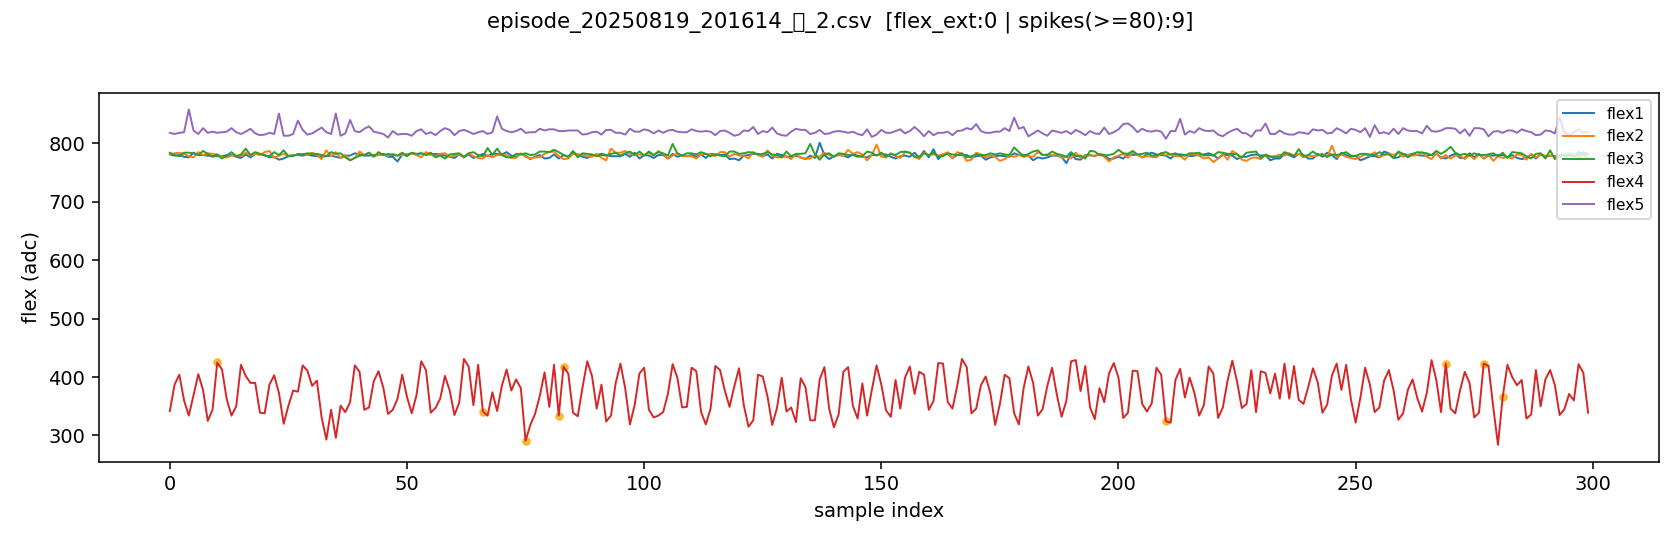 episode_20250819_201614_▯_2.csv  [flex_ext:0 | spikes(>=80):9]
flex1
flex2
flex3
flex4
flex5
flex (adc)
800
700
600
500
400
300
0
50
100
150
200
250
300
sample index